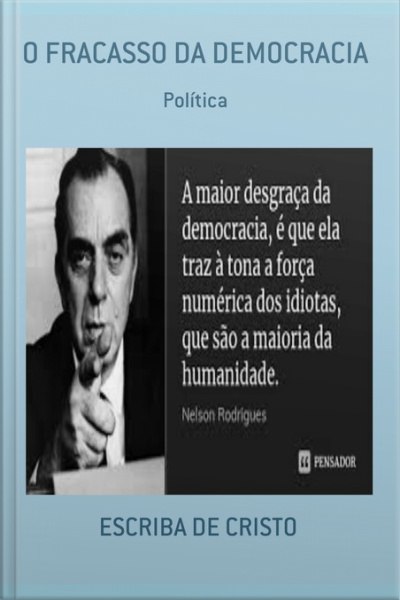 O FRACASSO DA DEMOCRACIA
Política
A maior desgraça da
democracia, é que ela
traz à tona a força
numérica dos idiotas,
que são a maioria da
humanidade.
Nelson Rodrigues
PENSADOR
ESCRIBA DE CRISTO